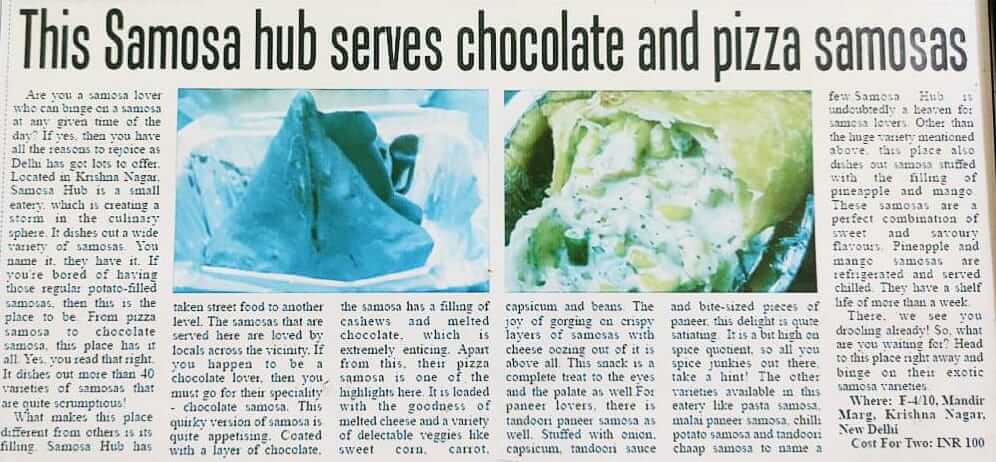 This Samosa hub serves chocolate and pizza samosas
Are you a samosa lover
who can binge on a samosa
at any given time of the
day? If yes, then you have
all the reasons to rejoice as
Delhi has got lots to offer.
Located in Krishna Nagar,
Samosa Hub is a small
eatery, which is creating a
storm in the culinary
sphere. It dishes out a wide
variety of samosas. You
name it, they have it. If
you're bored of having
those regular potato-filled
samosas, then this is the
place to be. From pizza
samosa to chocolate
samosa, this place has it
all. Yes, you read that right.
It dishes out more than 40
varieties of samosas that
are quite scrumptious!
What makes this place
different from others is its
filling. Samosa Hub has
taken street food to another
level. The samosas that are
served here are loved by
locals across the vicinity. If
you happen to be a
chocolate lover, then you
must go for their speciality
- chocolate samosa. This
quirky version of samosa is
quite appetising. Coated
with a layer of chocolate,
the samosa has a filling of
cashews and melted
chocolate, which is
extremely enticing. Apart
from this, their pizza
samosa is one of the
highlights here. It is loaded
with the goodness of
melted cheese and a variety
of delectable veggies like
sweet corn, carrot,
capsicum and beans. The
joy of gorging on crispy
layers of samosas with
cheese oozing out of it is
above all. This snack is a
complete treat to the eyes
and the palate as well For
paneer lovers, there is
tandoori paneer samosa as
well. Stuffed with onion,
capsicum, tandoori sauce
and bite-sized pieces of
paneer, this delight is quite
satiating. It is a bit high on
spice quotient, so all you
spice junkies out there,
take a hint! The other
varieties available in this
eatery like pasta samosa,
malai paneer samosa, chilli
potato samosa and tandoori
chaap samosa to name a
few Samosa Hub is
undoubtedly a heaven for
samosa lovers. Other than
the huge variety mentioned
above, this place also
dishes out samosa stuffed
with the filling of
pineapple and mango.
These samosas are a
perfect combination of
sweet and savoury
flavours. Pineapple and
mango samosas are
refrigerated and served
chilled. They have a shelf
life of more than a week.
There, we see you
drooling already! So, what
are you waiting for? Head
to this place right away and
binge on their exotic
samosa varieties.
Where: F-4/10, Mandir
Marg, Krishna Nagar,
New Delhi
Cost For Two: INR 100